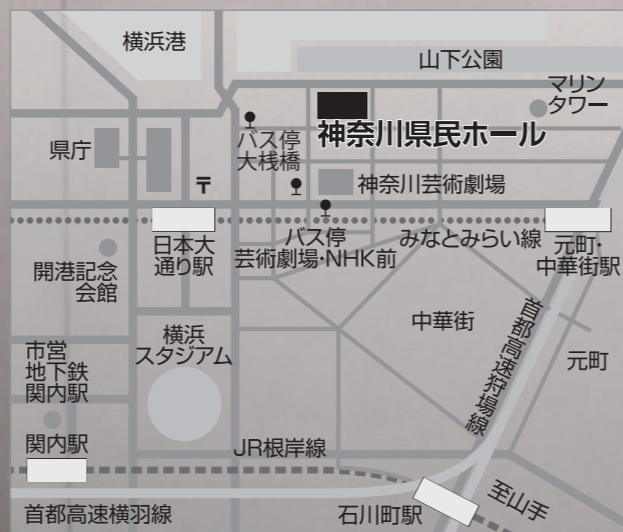 横浜港
山下公園
マリン
タワー
県庁
バス停
大桟橋
神奈川県民ホール
〒
神奈川芸術劇場
日本大
通り駅
バス停
芸術劇場・NHK前
みなとみらい線
元町・
中華街駅
開港記念
会館
中華街
首都高速狩場線
元町
横浜
スタジアム
市営
地下鉄
関内駅
関内駅
JR根岸線
首都高速横羽線
石川町駅
至山手